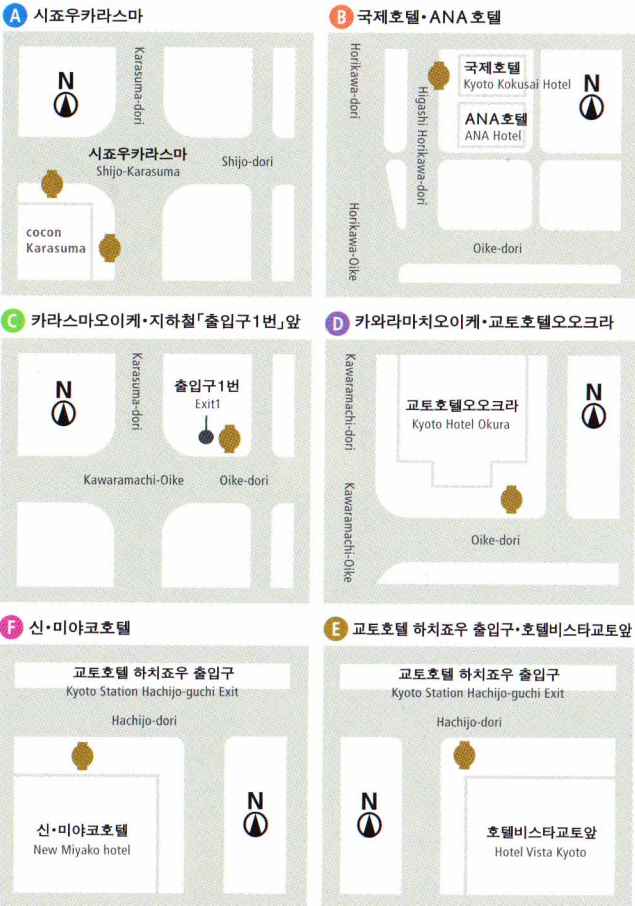 A 시죠우카라스마
N
Karasuma-dori
시죠우카라스마
Shijo-Karasuma
Shijo-dori
cocon
Karasuma
B 국제호텔·ANA호텔
Horikawa-dori
Higashi Horikawa-dori
국제호텔
Kyoto Kokusai Hotel
N
ANA호텔
ANA Hotel
Horikawa-Oike
Oike-dori
C 카라스마오이케·지하철「출입구1번」앞
N
Karasuma-dori
출입구1번
Exit1
Kawaramachi-Oike
Oike-dori
D 카와라마치오이케·교토호텔오오크라
Kawaramachi-dori
N
교토호텔오오크라
Kyoto Hotel Okura
Kawaramachi-Oike
Oike-dori
F 신·미야코호텔
교토호텔 하치죠우 출입구
Kyoto Station Hachijo-guchi Exit
Hachijo-dori
N
신·미야코호텔
New Miyako hotel
E 교토호텔 하치죠우 출입구·호텔비스타교토앞
교토호텔 하치죠우 출입구
Kyoto Station Hachijo-guchi Exit
Hachijo-dori
N
호텔비스타교토앞
Hotel Vista Kyoto